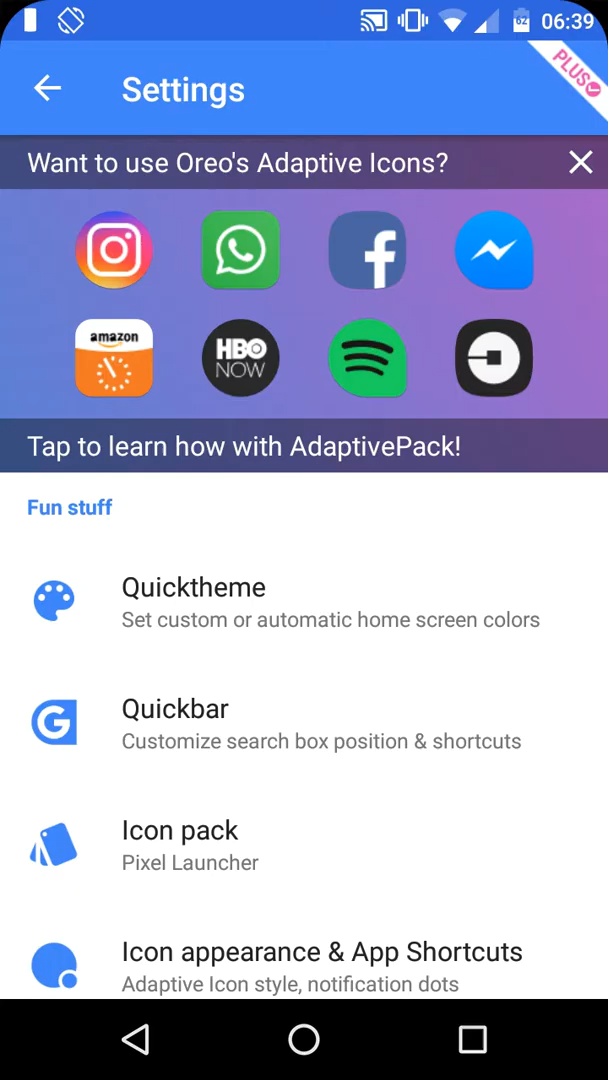 62 06:39
Settings
PLUS
Want to use Oreo's Adaptive Icons?
amazon
HBO
NOW
Tap to learn how with AdaptivePack!
Fun stuff
Quicktheme
Set custom or automatic home screen colors
G
Quickbar
Customize search box position & shortcuts
Icon pack
Pixel Launcher
Icon appearance & App Shortcuts
Adaptive Icon style, notification dots